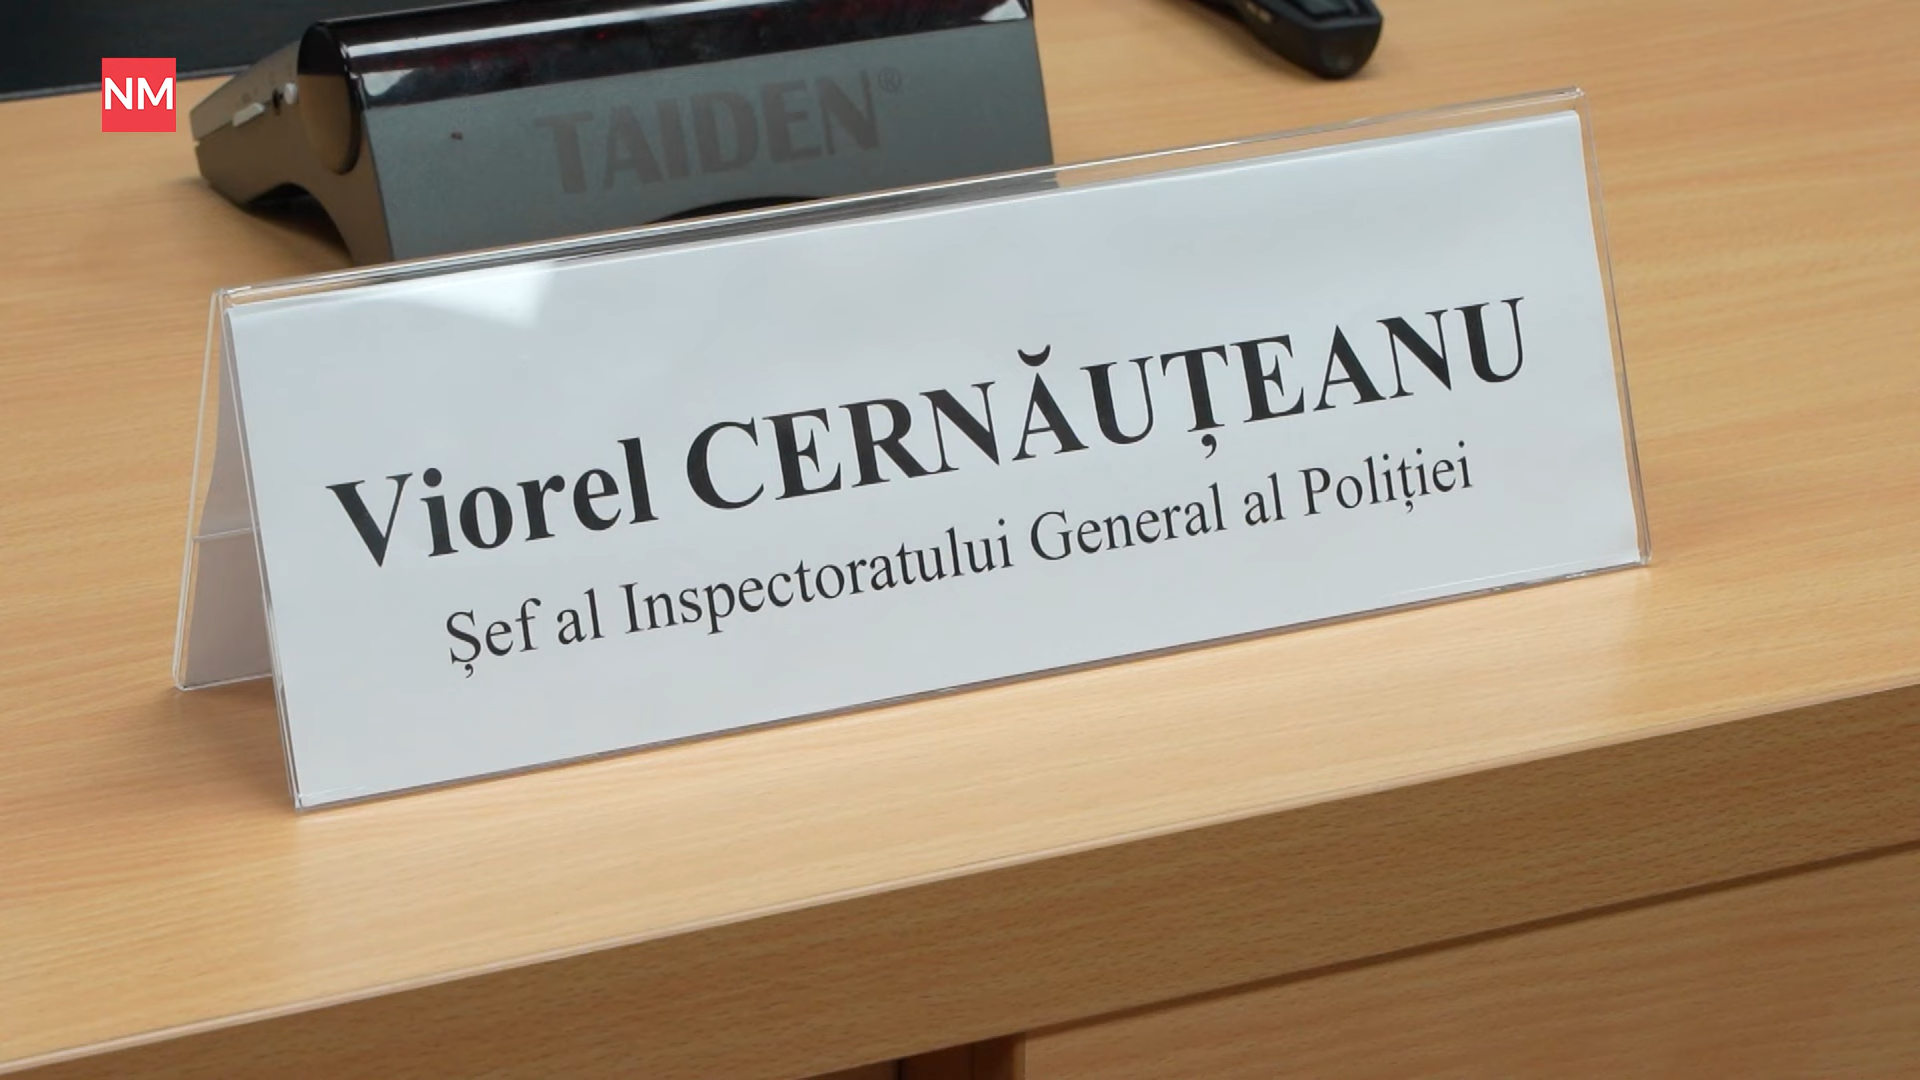 NM
TAIDEN®
Viorel CERNĂUȚEANU
Șef al Inspectoratului General al Poliției